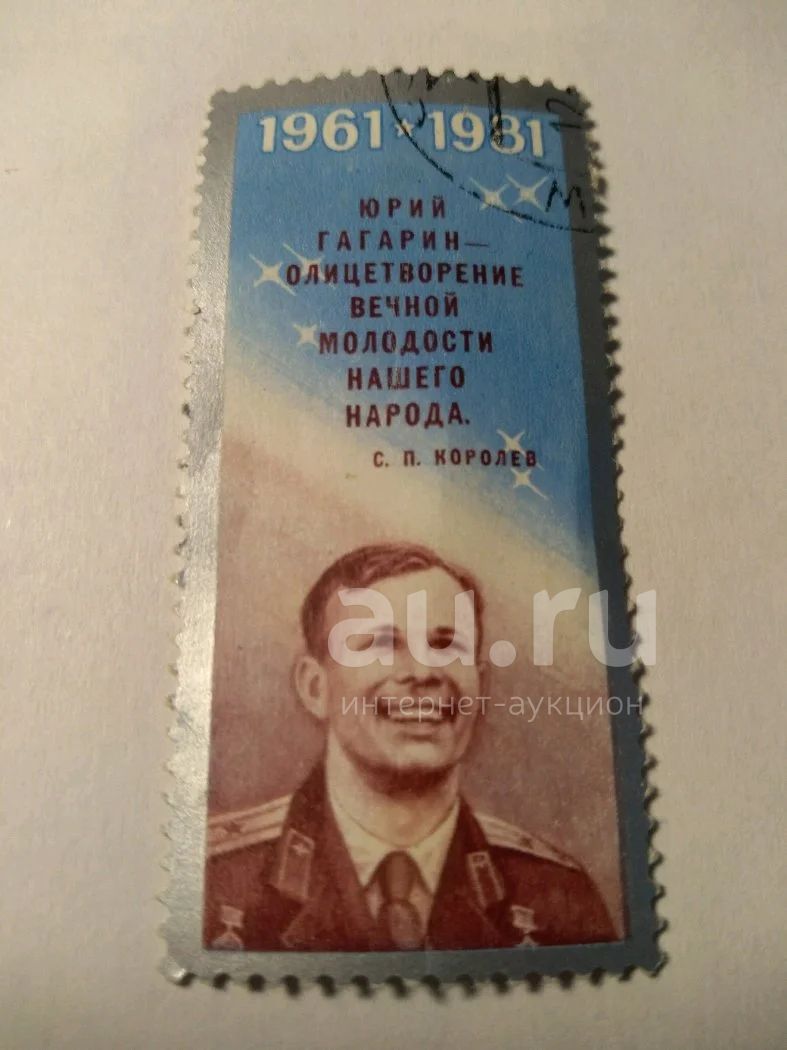 1961★1981
ЮРИЙ
ГАГАРИН—
ОЛИЦЕТВОРЕНИЕ
ВЕЧНОЙ
МОЛОДОСТИ
НАШЕГО
НАРОДА.
С. П. КОРОЛЕВ
au.ru
интернет-аукцион